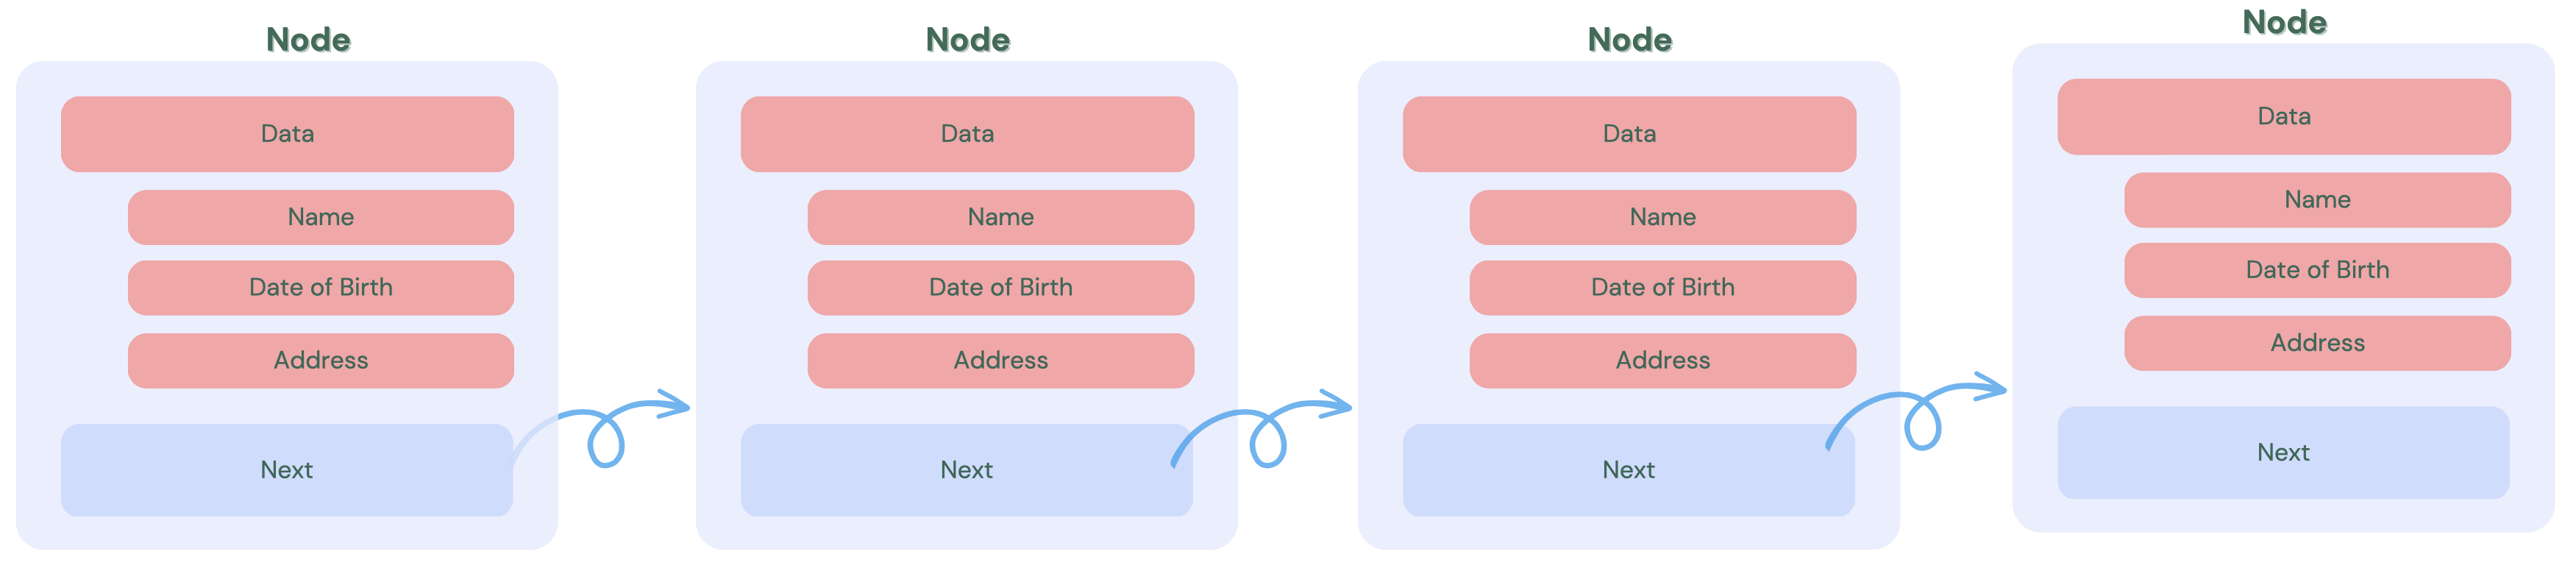 Node
Data
Name
Date of Birth
Address
Next
Node
Data
Name
Date of Birth
Address
Next
Node
Data
Name
Date of Birth
Address
Next
Node
Data
Name
Date of Birth
Address
Next